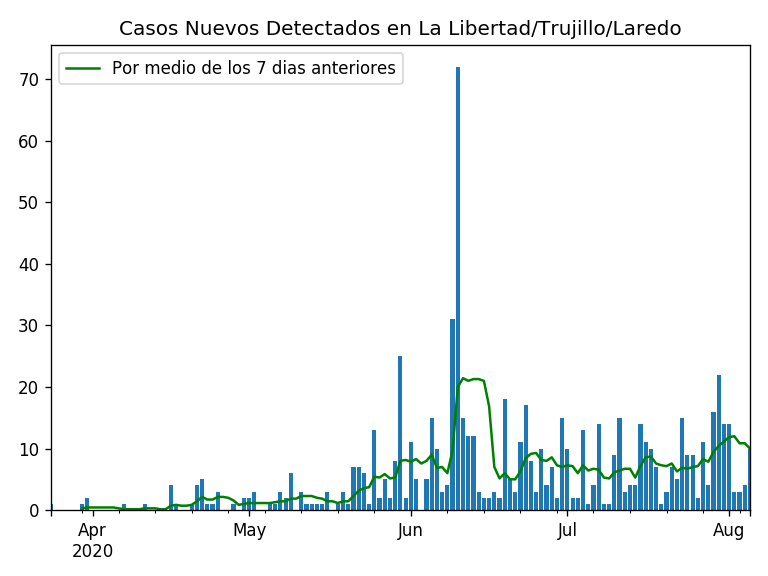 Casos Nuevos Detectados en La Libertad/Trujillo/Laredo
Por medio de los 7 dias anteriores
70
60
50
40
30
20
10
0
Apr
2020
May
Jun
Jul
Aug